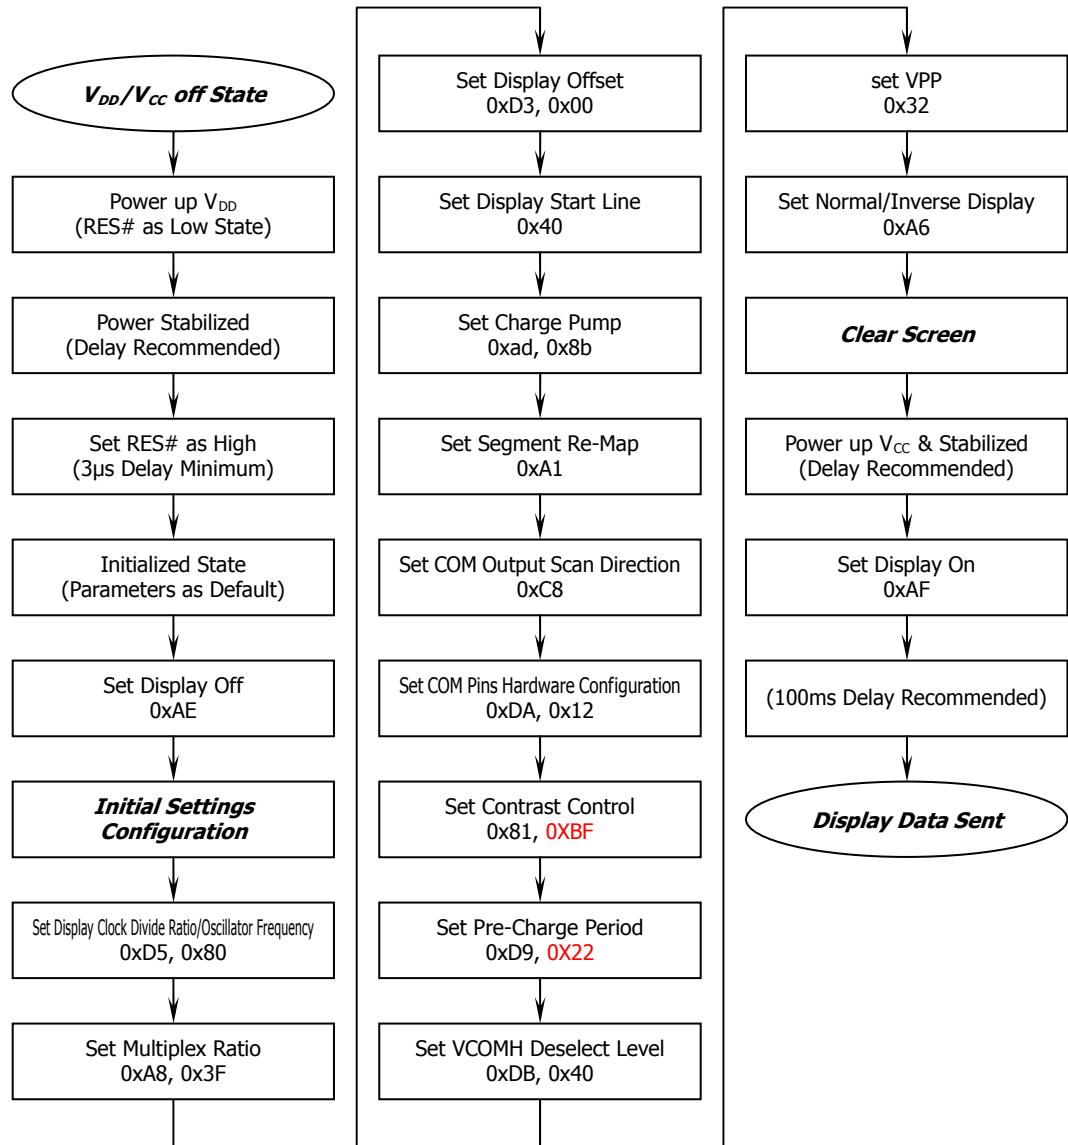 V_DD/V_CC off State
Power up V_DD
(RES# as Low State)
Power Stabilized
(Delay Recommended)
Set RES# as High
(3μs Delay Minimum)
Initialized State
(Parameters as Default)
Set Display Off
0xAE
Initial Settings
Configuration
Set Display Clock Divide Ratio/Oscillator Frequency
0xD5, 0x80
Set Multiplex Ratio
0xA8, 0x3F
Set Display Offset
0xD3, 0x00
Set Display Start Line
0x40
Set Charge Pump
0xad, 0x8b
Set Segment Re-Map
0xA1
Set COM Output Scan Direction
0xC8
Set COM Pins Hardware Configuration
0xDA, 0x12
Set Contrast Control
0x81, 0XBF
Set Pre-Charge Period
0xD9, 0X22
Set VCOMH Deselect Level
0xDB, 0x40
set VPP
0x32
Set Normal/Inverse Display
0xA6
Clear Screen
Power up V_CC & Stabilized
(Delay Recommended)
Set Display On
0xAF
(100ms Delay Recommended)
Display Data Sent